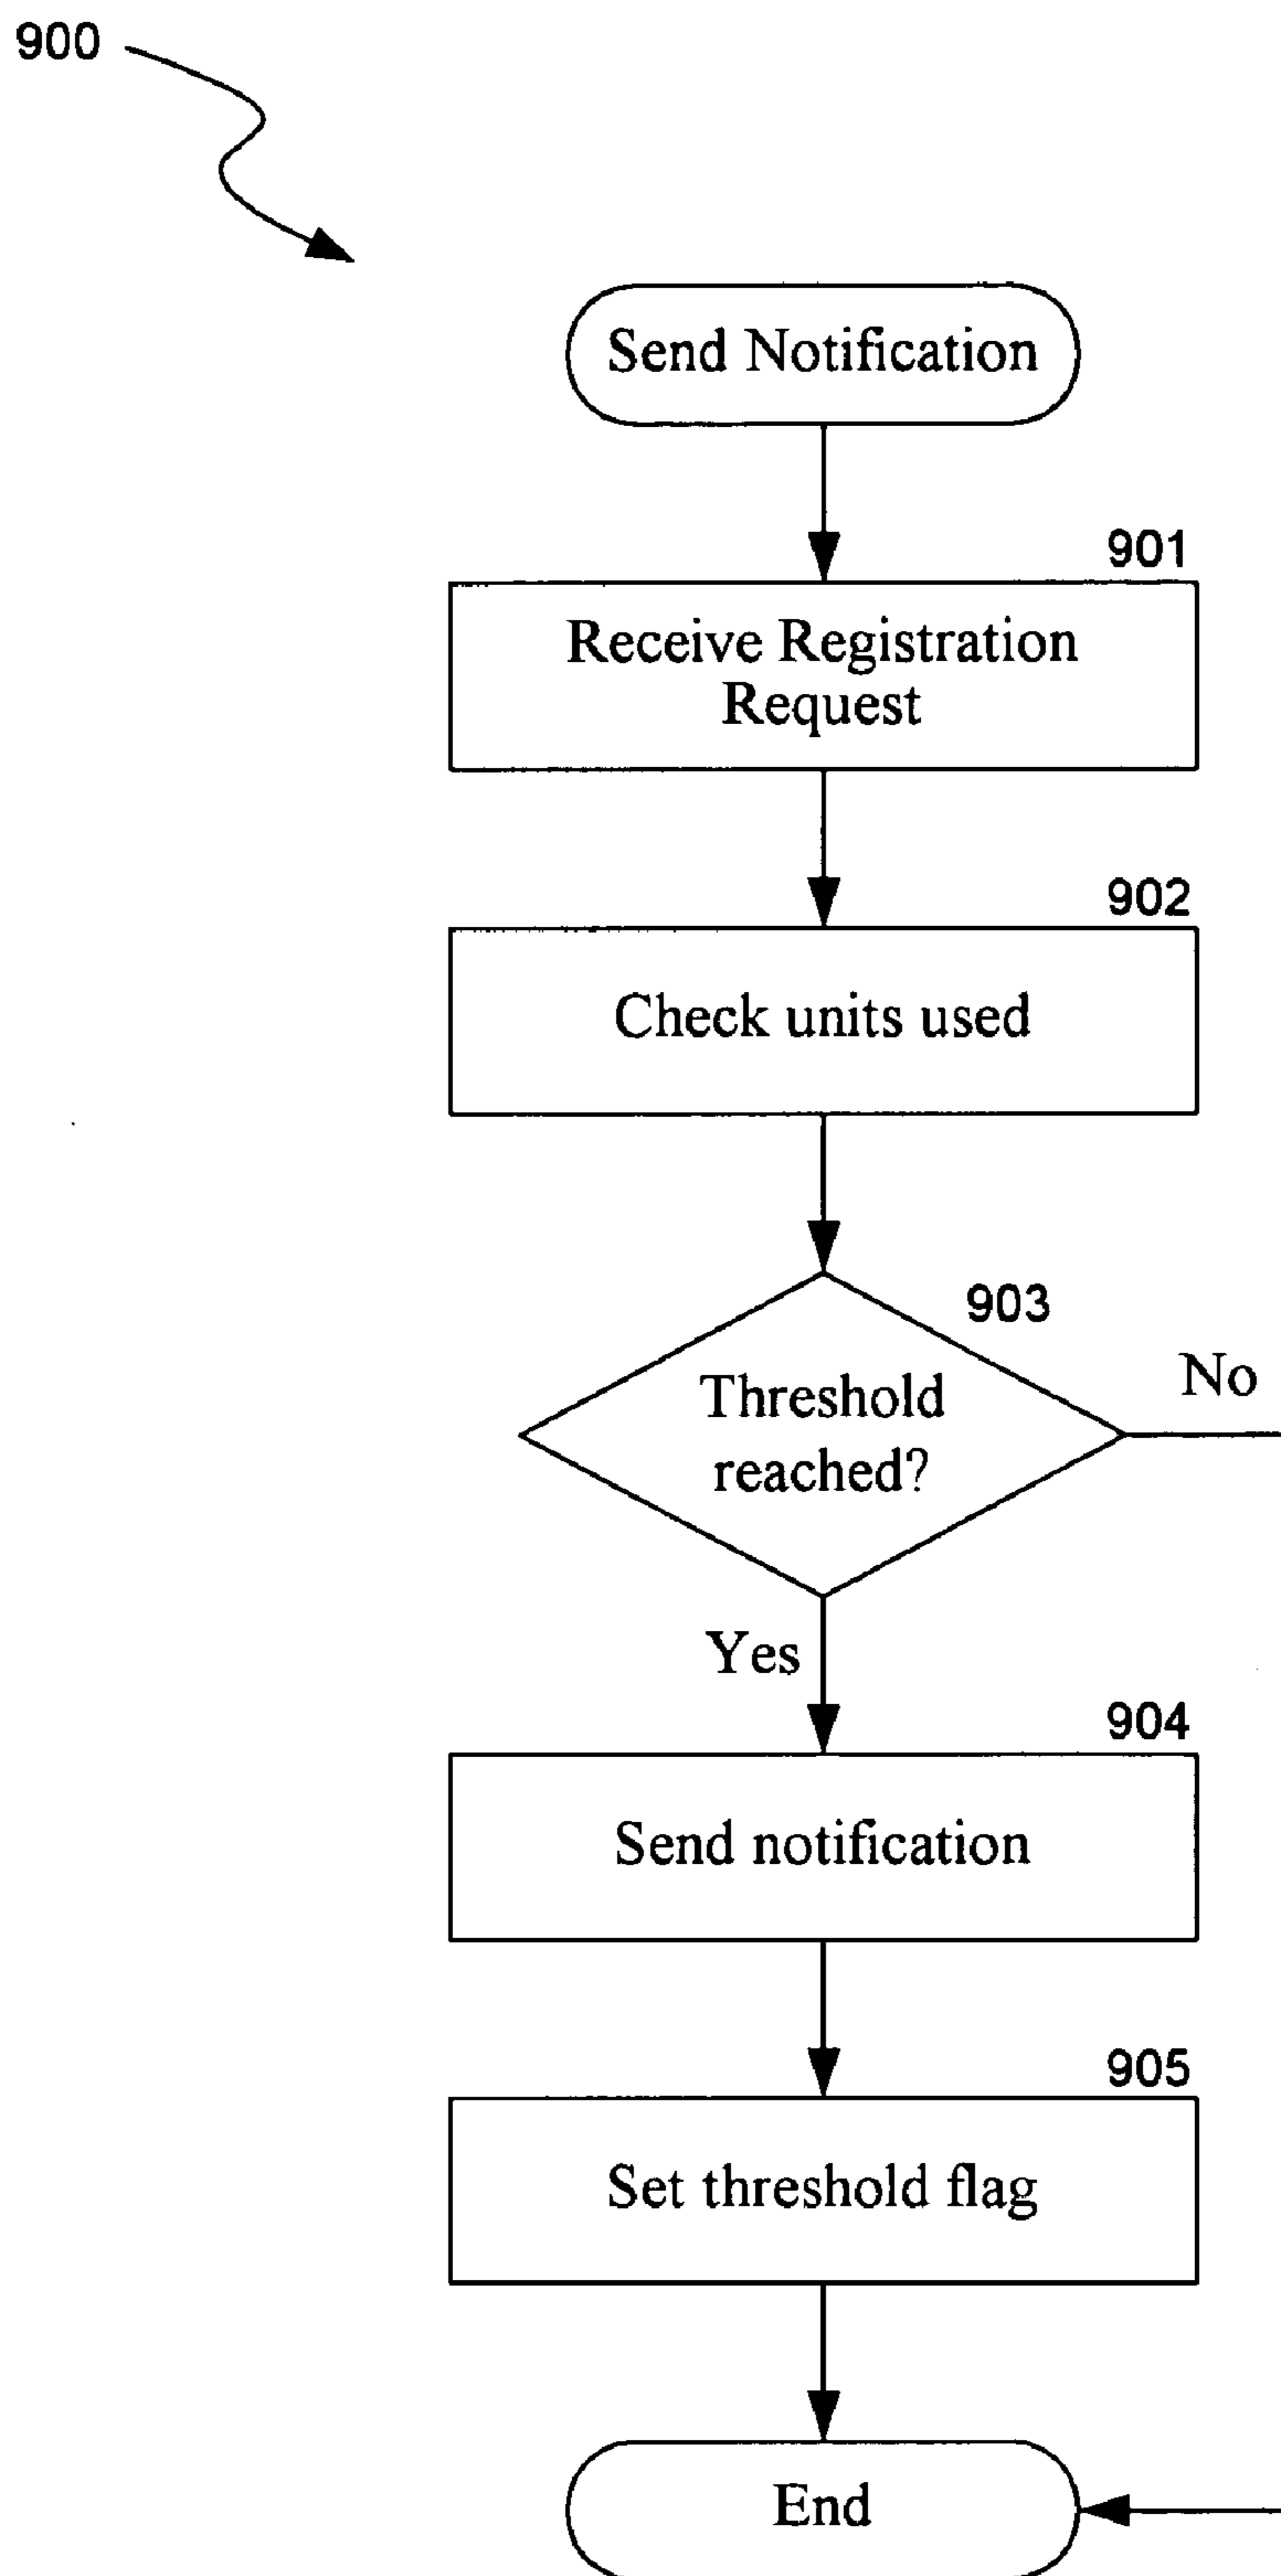 900
Send Notification
901
Receive Registration
Request
902
Check units used
903
Threshold
reached?
No
Yes
904
Send notification
905
Set threshold flag
End